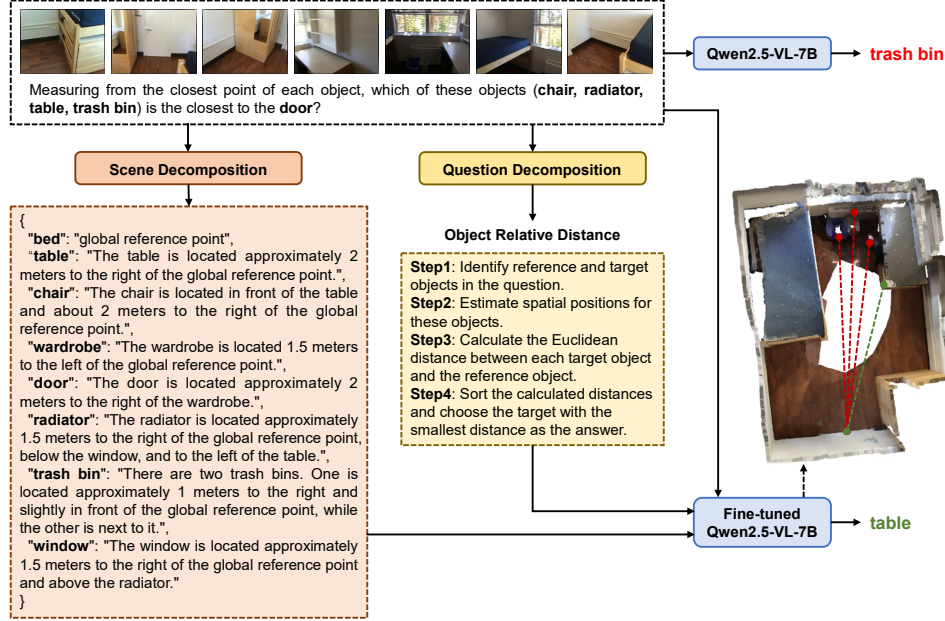 Measuring from the closest point of each object, which of these objects (chair, radiator,
table, trash bin) is the closest to the door?
Qwen2.5-VL-7B
trash bin
Scene Decomposition
Question Decomposition
{
"bed": "global reference point",
"table": "The table is located approximately 2
meters to the right of the global reference point.",
"chair": "The chair is located in front of the table
and about 2 meters to the right of the global
reference point.",
"wardrobe": "The wardrobe is located 1.5 meters
to the left of the global reference point.",
"door": "The door is located approximately 2
meters to the right of the wardrobe.",
"radiator": "The radiator is located approximately
1.5 meters to the right of the global reference point,
below the window, and to the left of the table.",
"trash bin": "There are two trash bins. One is
located approximately 1 meters to the right and
slightly in front of the global reference point, while
the other is next to it.",
"window": "The window is located approximately
1.5 meters to the right of the global reference point
and above the radiator."
}
Object Relative Distance
Step1: Identify reference and target
objects in the question.
Step2: Estimate spatial positions for
these objects.
Step3: Calculate the Euclidean
distance between each target object
and the reference object.
Step4: Sort the calculated distances
and choose the target with the
smallest distance as the answer.
Fine-tuned
Qwen2.5-VL-7B
table